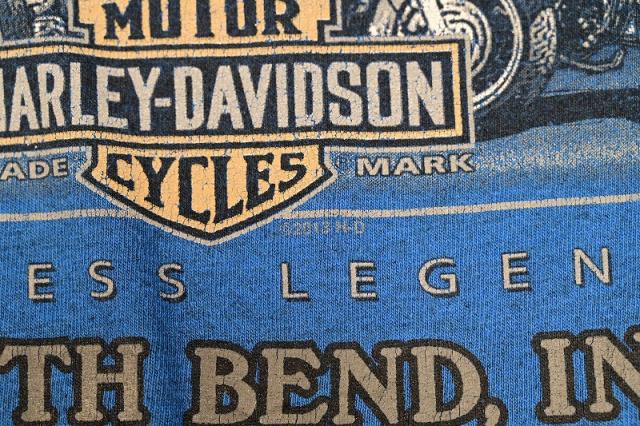 MOTOR
HARLEY-DAVIDSON
ADE MARK
CYCLES
©2013 H-D
ESS LEGEN
TH BEND, IN